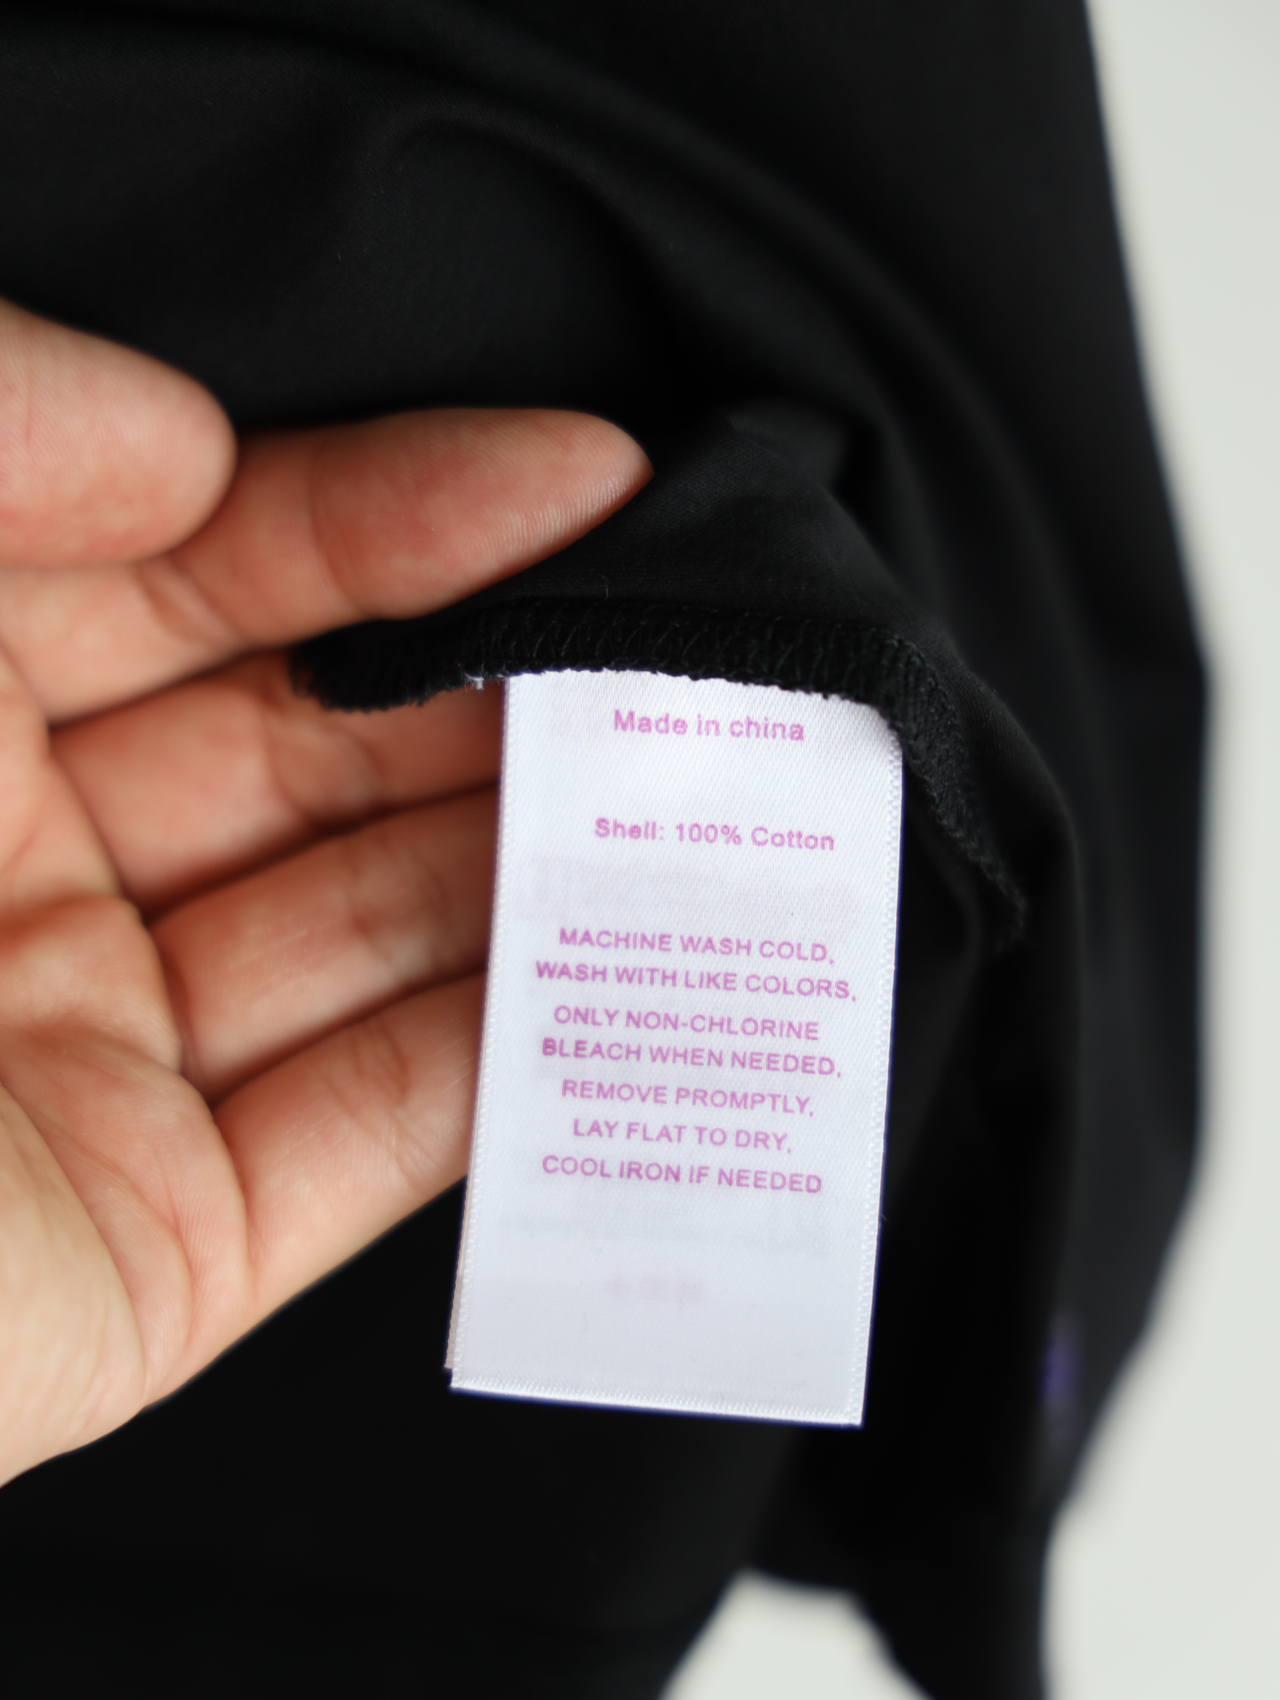 Made in china
Shell: 100% Cotton
MACHINE WASH COLD,
WASH WITH LIKE COLORS,
ONLY NON-CHLORINE
BLEACH WHEN NEEDED,
REMOVE PROMPTLY,
LAY FLAT TO DRY,
COOL IRON IF NEEDED